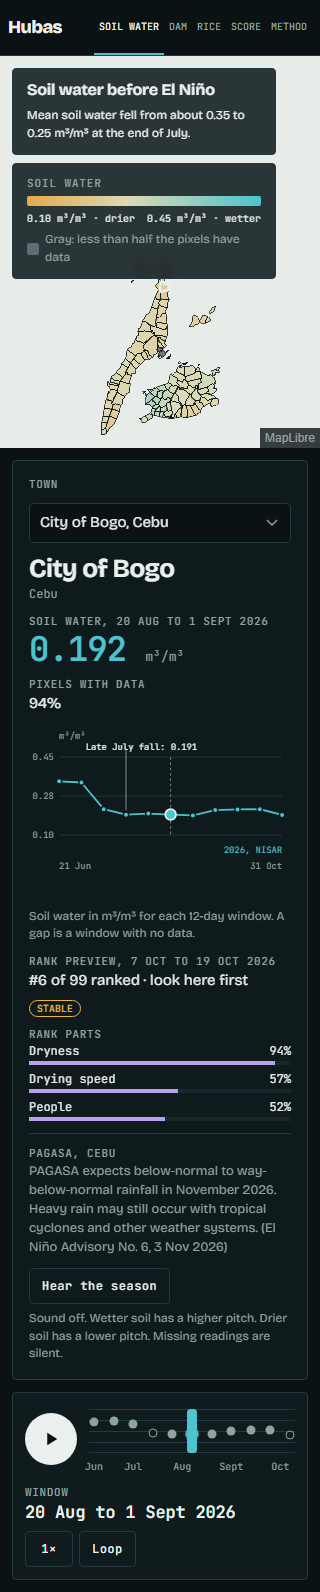 Hubas
SOIL WATER DAM RICE SCORE METHOD
Soil water before El Niño
Mean soil water fell from about 0.35 to
0.25 m³/m³ at the end of July.
SOIL WATER
0.10 m³/m³ · drier 0.45 m³/m³ · wetter
Gray: less than half the pixels have
data
MapLibre
TOWN
City of Bogo, Cebu
City of Bogo
Cebu
SOIL WATER, 20 AUG TO 1 SEPT 2026
0.192 m³/m³
PIXELS WITH DATA
94%
m³/m³
Late July fall: 0.191
0.45
0.28
0.10
2026, NISAR
21 Jun 31 Oct
Soil water in m³/m³ for each 12-day window. A
gap is a window with no data.
RANK PREVIEW, 7 OCT TO 19 OCT 2026
#6 of 99 ranked · look here first
STABLE
RANK PARTS
Dryness 94%
Drying speed 57%
People 52%
PAGASA, CEBU
PAGASA expects below-normal to way-
below-normal rainfall in November 2026.
Heavy rain may still occur with tropical
cyclones and other weather systems. (El
Niño Advisory No. 6, 3 Nov 2026)
Hear the season
Sound off. Wetter soil has a higher pitch. Drier
soil has a lower pitch. Missing readings are
silent.
Jun Jul Aug Sept Oct
WINDOW
20 Aug to 1 Sept 2026
1× Loop